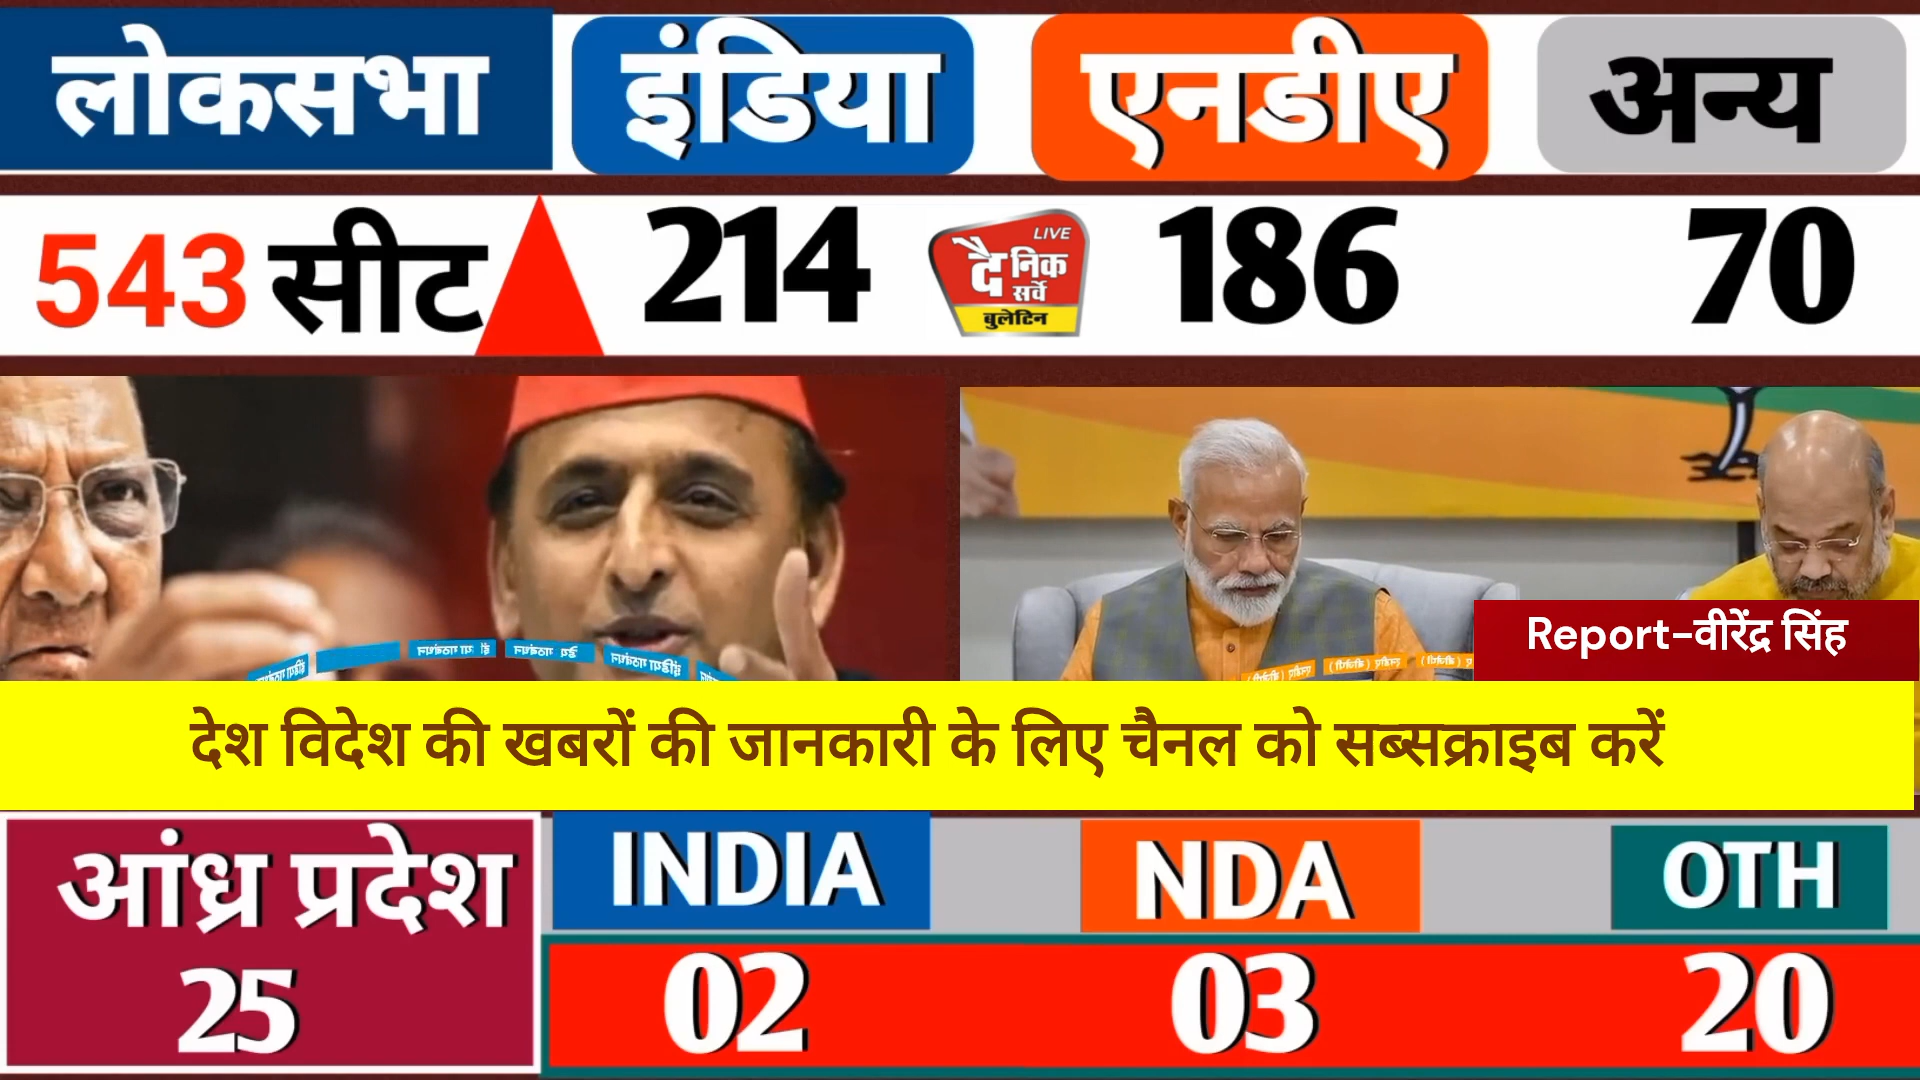 लोकसभा इंडिया एनडीए अन्य
543 सीट 214 186 70
LIVE
दैनिक
सर्वे
बुलेटिन
Report-वीरेंद्र सिंह
देश विदेश की खबरों की जानकारी के लिए चैनल को सब्सक्राइब करें
आंध्र प्रदेश INDIA NDA OTH
25 02 03 20